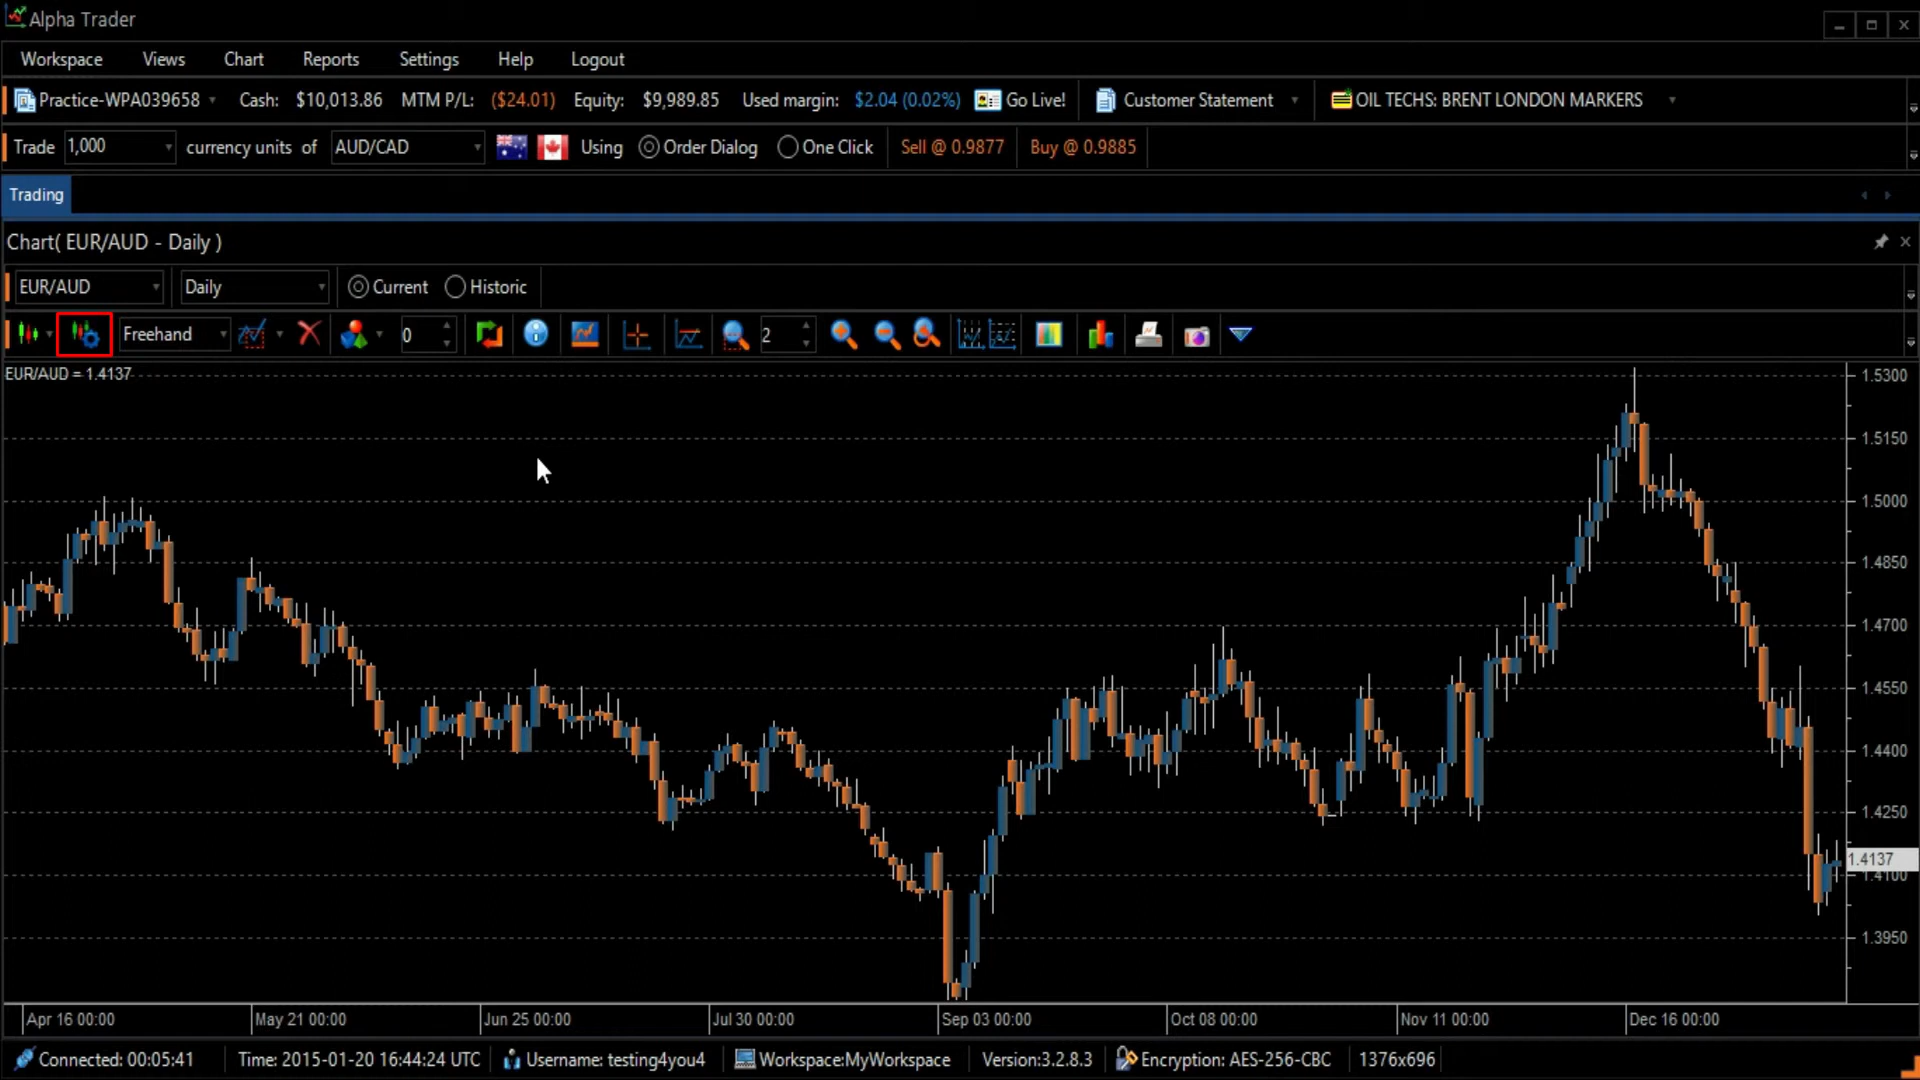 Alpha Trader
Workspace Views Chart Reports Settings Help Logout
Practice-WPA039658 Cash: $10,013.86 MTM P/L: ($24.01) Equity: $9,989.85 Used margin: $2.04 (0.02%) Go Live! Customer Statement OIL TECHS: BRENT LONDON MARKERS
Trade 1,000 currency units of AUD/CAD Using Order Dialog One Click Sell @ 0.9877 Buy @ 0.9885
Trading
Chart( EUR/AUD - Daily )
EUR/AUD Daily Current Historic
Freehand 0 2
EUR/AUD = 1.4137
1.5300
1.5150
1.5000
1.4850
1.4700
1.4550
1.4400
1.4250
1.4137
1.4100
1.3950
Apr 16 00:00 May 21 00:00 Jun 25 00:00 Jul 30 00:00 Sep 03 00:00 Oct 08 00:00 Nov 11 00:00 Dec 16 00:00
Connected: 00:05:41 Time: 2015-01-20 16:44:24 UTC Username: testing4you4 Workspace:MyWorkspace Version:3.2.8.3 Encryption: AES-256-CBC 1376x696